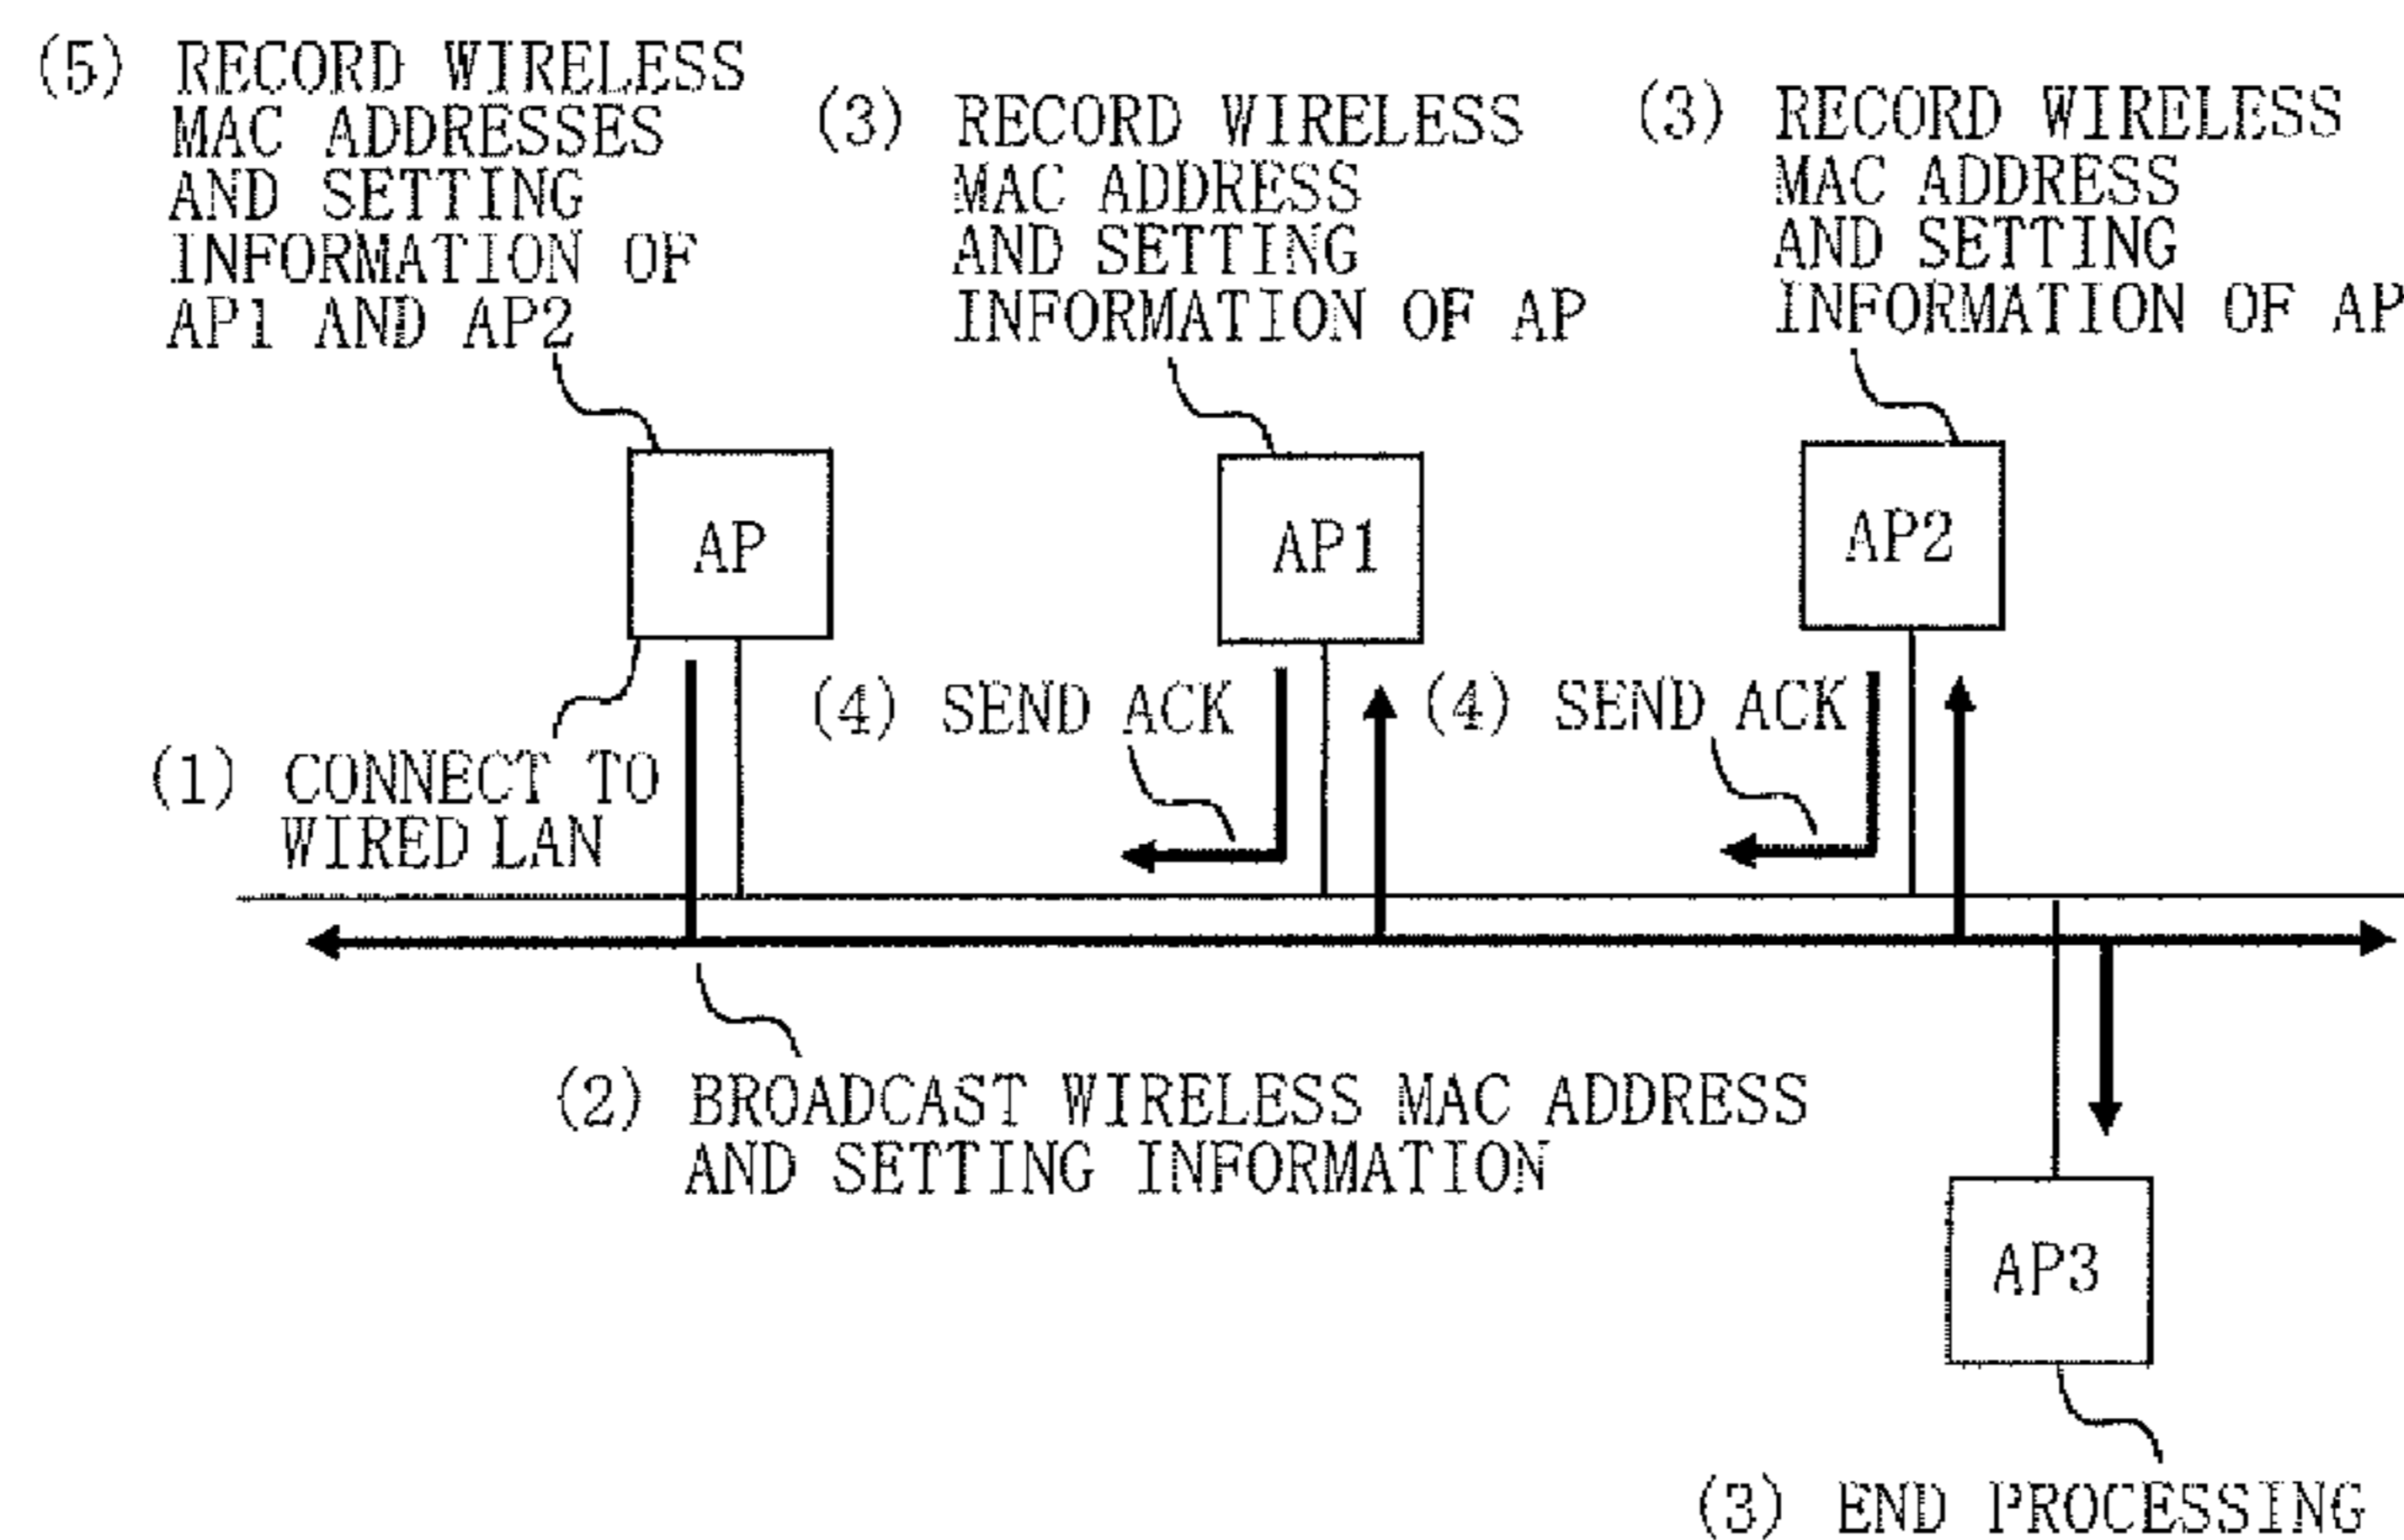 (5) RECORD WIRELESS
MAC ADDRESSES
AND SETTING
INFORMATION OF
AP1 AND AP2
(3) RECORD WIRELESS
MAC ADDRESS
AND SETTING
INFORMATION OF AP
(3) RECORD WIRELESS
MAC ADDRESS
AND SETTING
INFORMATION OF AP
AP
AP1
AP2
(4) SEND ACK
(4) SEND ACK
(1) CONNECT TO
WIRED LAN
(2) BROADCAST WIRELESS MAC ADDRESS
AND SETTING INFORMATION
AP3
(3) END PROCESSING